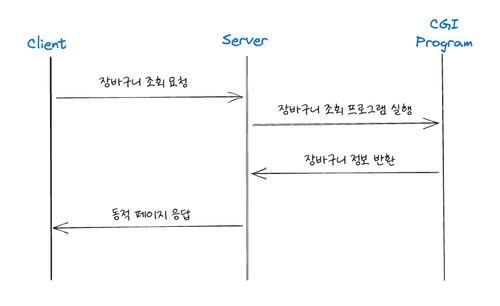 Client
Server
CGI
Program
장바구니 조회 요청
장바구니 조회 프로그램 실행
장바구니 정보 반환
동적 페이지 응답